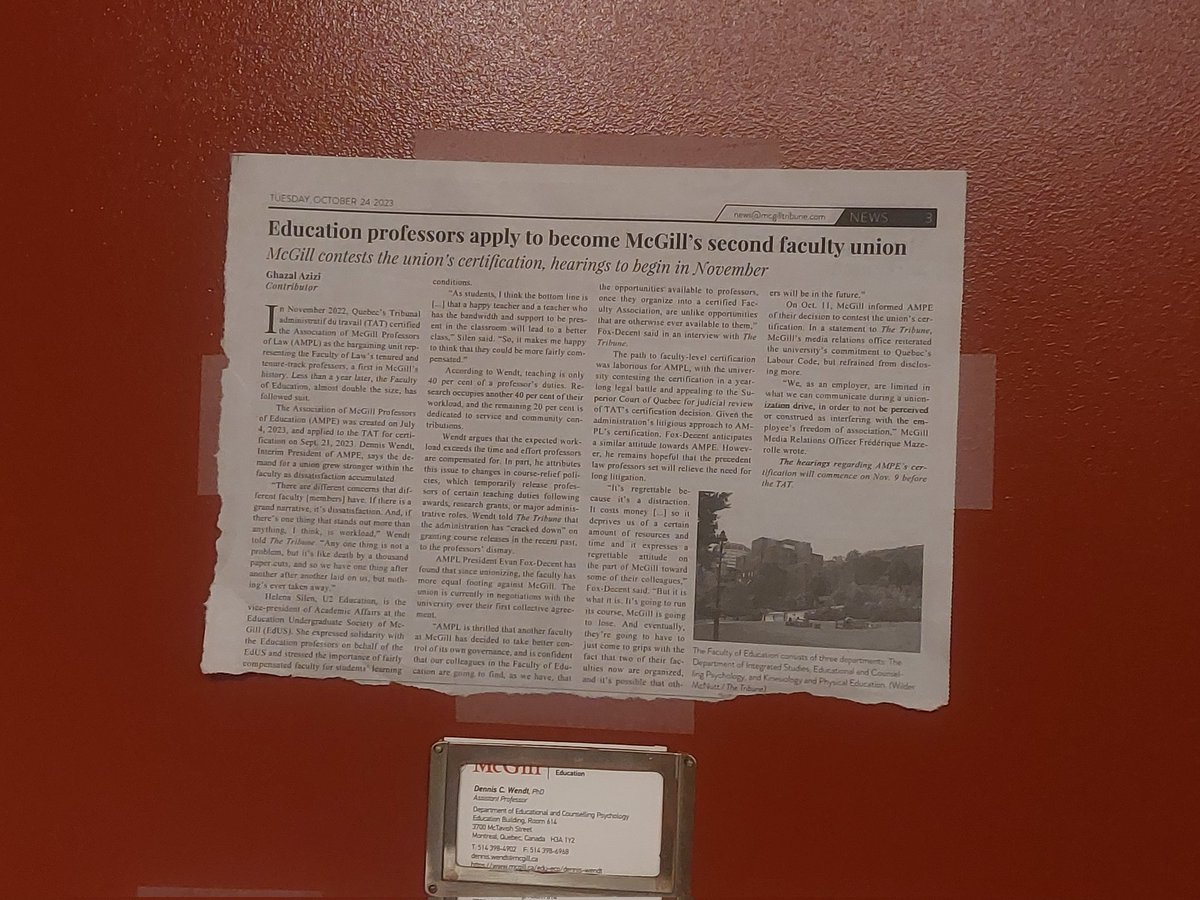 TUESDAY, OCTOBER 24 2023
news@mcgilltribune.com
NEWS
3
Education professors apply to become McGill's second faculty union
McGill contests the union's certification, hearings to begin in November
Ghazal Azizi
Contributor
In November 2022, Quebec's Tribunal
administratif du travail (TAT) certified
the Association of McGill Professors
of Law (AMPL) as the bargaining unit rep-
resenting the Faculty of Law's tenured and
tenure-track professors, a first in McGill's
history. Less than a year later, the Faculty
of Education, almost double the size, has
followed suit.
The Association of McGill Professors
of Education (AMPE) was created on July
4, 2023, and applied to the TAT for certi-
fication on Sept. 21, 2023. Dennis Wendt,
Interim President of AMPE, says the de-
mand for a union grew stronger within the
faculty as dissatisfaction accumulated.
"There are different concerns that dif-
ferent faculty [members] have. If there is a
grand narrative, it's dissatisfaction. And, if
there's one thing that stands out more than
anything, I think, is workload," Wendt
told The Tribune. "Any one thing is not a
problem, but it's like death by a thousand
paper cuts, and so we have one thing after
another after another laid on us, but noth-
ing's ever taken away."
Helena Silen, U2 Education, is the
vice-president of Academic Affairs at the
Education Undergraduate Society of Mc-
Gill (EdUS). She expressed solidarity with
the Education professors on behalf of the
EdUS and stressed the importance of fairly
compensated faculty for students' learning
conditions.
"As students, I think the bottom line is
[...] that a happy teacher and a teacher who
has the bandwidth and support to be pres-
ent in the classroom will lead to a better
class," Silen said. "So, it makes me happy
to think that they could be more fairly com-
pensated."
According to Wendt, teaching is only
40 per cent of a professor's duties. Re-
search occupies another 40 per cent of their
workload, and the remaining 20 per cent is
dedicated to service and community con-
tributions.
Wendt argues that the expected work-
load exceeds the time and effort professors
are compensated for. In part, he attributes
this issue to changes in course-relief poli-
cies, which temporarily release profes-
sors of certain teaching duties following
awards, research grants, or major adminis-
trative roles. Wendt told The Tribune that
the administration has "cracked down" on
granting course releases in the recent past,
to the professors' dismay.
AMPL President Evan Fox-Decent has
found that since unionizing, the faculty has
more equal footing against McGill. The
union is currently in negotiations with the
university over their first collective agree-
ment.
"AMPL is thrilled that another faculty
at McGill has decided to take better con-
trol of its own governance, and is confident
that our colleagues in the Faculty of Edu-
cation are going to find, as we have, that
the opportunities available to professors,
once they organize into a certified Fac-
ulty Association, are unlike opportunities
that are otherwise ever available to them,"
Fox-Decent said in an interview with The
Tribune.
The path to faculty-level certification
was laborious for AMPL, with the univer-
sity contesting the certification in a year-
long legal battle and appealing to the Su-
perior Court of Quebec for judicial review
of TAT's certification decision. Given the
administration's litigious approach to AM-
PL's certification, Fox-Decent anticipates
a similar attitude towards AMPE. Howev-
er, he remains hopeful that the precedent
law professors set will relieve the need for
long litigation.
"It's regrettable be-
cause it's a distraction.
It costs money [...] so it
deprives us of a certain
amount of resources and
time and it expresses a
regrettable attitude on
the part of McGill toward
some of their colleagues,"
Fox-Decent said. "But it is
what it is. It's going to run
its course, McGill is going
to lose. And eventually,
they're going to have to
just come to grips with the
fact that two of their fac-
ulties now are organized,
and it's possible that oth-
ers will be in the future."
On Oct. 11, McGill informed AMPE
of their decision to contest the union's cer-
tification. In a statement to The Tribune,
McGill's media relations office reiterated
the university's commitment to Quebec's
Labour Code, but refrained from disclos-
ing more.
"We, as an employer, are limited in
what we can communicate during a union-
ization drive, in order to not be perceived
or construed as interfering with the em-
ployee's freedom of association," McGill
Media Relations Officer Frédérique Maze-
rolle wrote.
The hearings regarding AMPE's cer-
tification will commence on Nov. 9 before
the TAT.
The Faculty of Education consists of three departments: The
Department of Integrated Studies, Educational and Counsel-
ling Psychology, and Kinesiology and Physical Education. (Wilder
McNutt / The Tribune)
McGill
Education
Dennis C. Wendt, PhD
Assistant Professor
Department of Educational and Counselling Psychology
Education Building, Room 614
3700 McTavish Street
Montreal, Quebec, Canada H3A 1Y2
T: 514 398-4902 F: 514 398-6968
dennis.wendt@mcgill.ca
https://www.mcgill.ca/edu-ecp/dennis-wendt